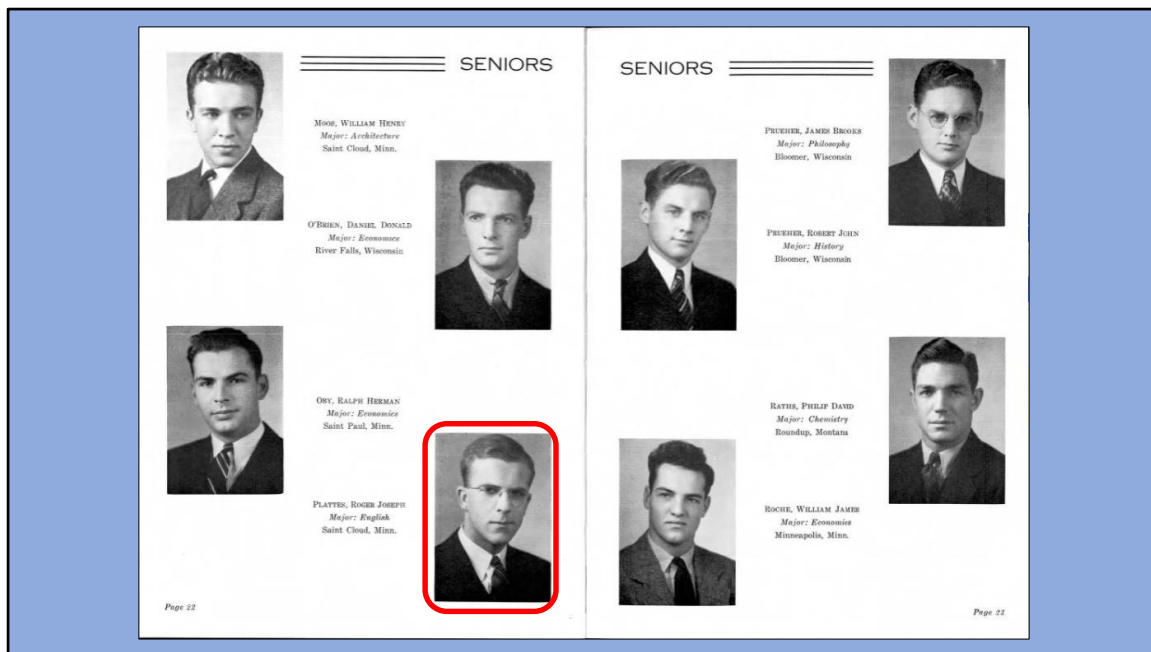 SENIORS
MOOS, WILLIAM HENRY
Major: Architecture
Saint Cloud, Minn.
O'BRIEN, DANIEL DONALD
Major: Economics
River Falls, Wisconsin
OSY, RALPH HERMAN
Major: Economics
Saint Paul, Minn.
PLATTES, ROGER JOSEPH
Major: English
Saint Cloud, Minn.
Page 22
SENIORS
PRUEHER, JAMES BROOKS
Major: Philosophy
Bloomer, Wisconsin
PRUEHER, ROBERT JOHN
Major: History
Bloomer, Wisconsin
RATHS, PHILIP DAVID
Major: Chemistry
Roundup, Montana
ROCHE, WILLIAM JAMES
Major: Economics
Minneapolis, Minn.
Page 22